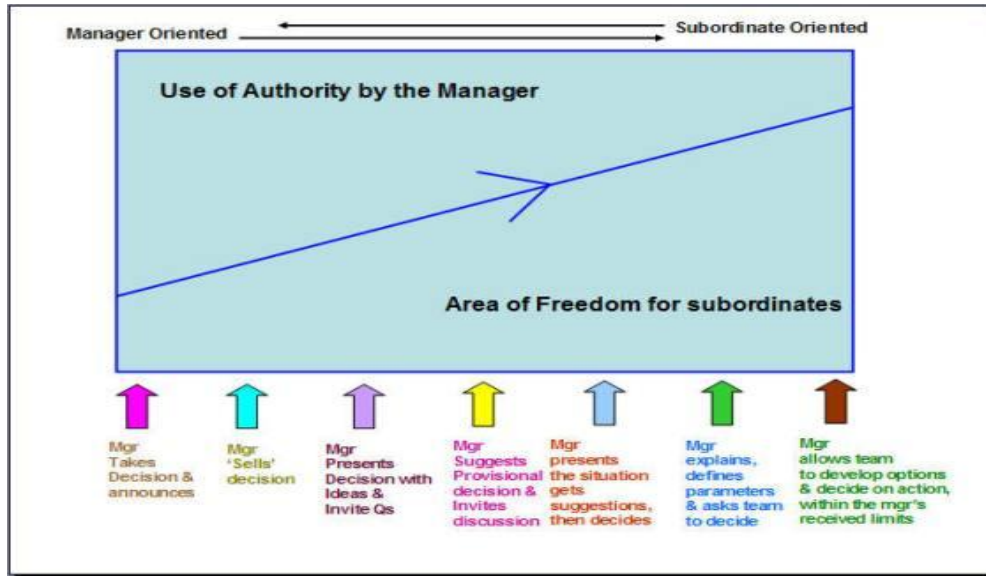 Manager Oriented
Subordinate Oriented
Use of Authority by the Manager
Area of Freedom for subordinates
Mgr
Takes
Decision &
announces
Mgr
'Sells'
decision
Mgr
Presents
Decision with
Ideas &
Invite Qs
Mgr
Suggests
Provisional
decision &
Invites
discussion
Mgr
presents
the situation
gets
suggestions,
then decides
Mgr
explains,
defines
parameters
& asks team
to decide
Mgr
allows team
to develop options
& decide on action,
within the mgr's
received limits